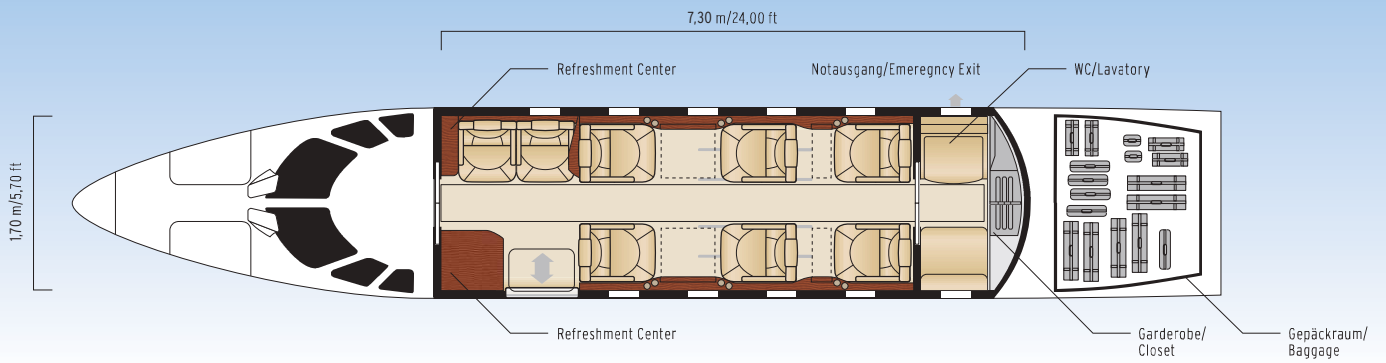 7,30 m/24,00 ft
Refreshment Center
Notausgang/Emeregncy Exit
WC/Lavatory
1,70 m/5,70 ft
Refreshment Center
Garderobe/
Closet
Gepäckraum/
Baggage